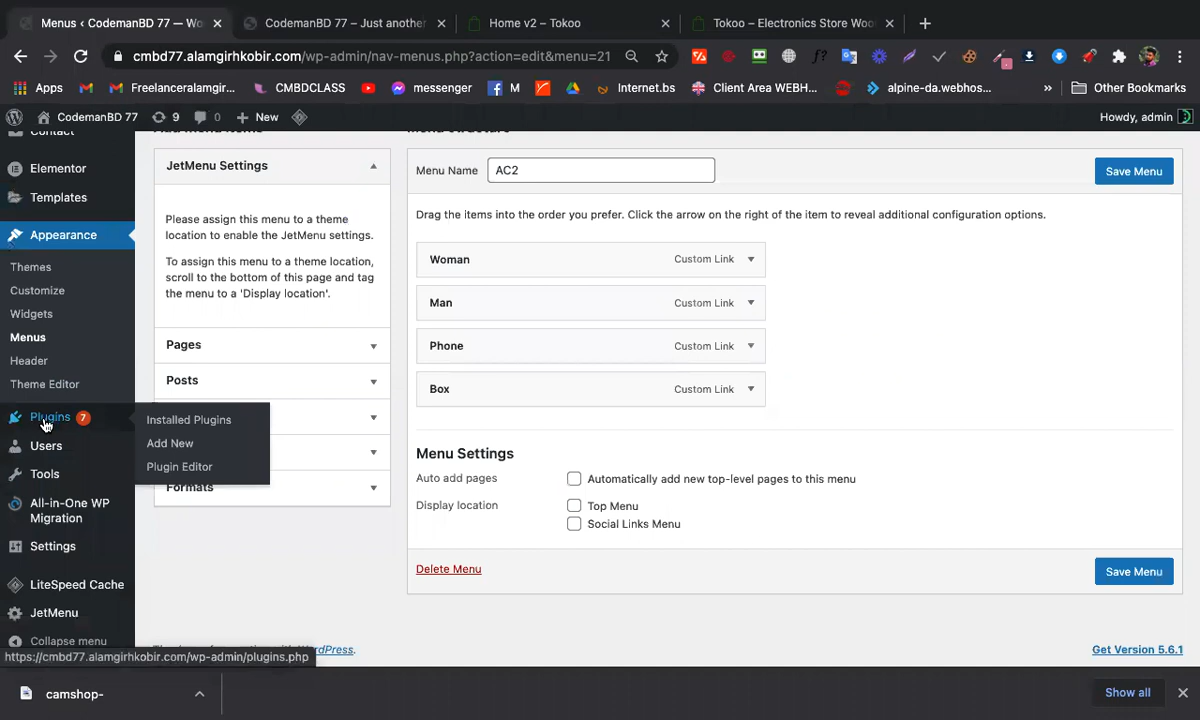 CodemanBD 77 — Wo
CodemanBD 77 – Just another
Home v2 – Tokoo
Tokoo – Electronics Store Woo
cmbd77.alamgirhkobir.com/wp-admin/nav-menus.php?action=edit&menu=21
Apps
Freelanceralamgir...
CMBDCLASS
messenger
M
Internet.bs
Client Area WEBH...
alpine-da.webhos...
»
Other Bookmarks
CodemanBD 77
9
0
New
Howdy, admin
Contact
Elementor
Templates
Appearance
Themes
Customize
Widgets
Menus
Header
Theme Editor
Plugins 7
Installed Plugins
Add New
Plugin Editor
Users
Tools
All-in-One WP
Migration
Settings
LiteSpeed Cache
JetMenu
Collapse menu
Add menu items
JetMenu Settings
Please assign this menu to a theme
location to enable the JetMenu settings.
To assign this menu to a theme location,
scroll to the bottom of this page and tag
the menu to a 'Display location'.
Pages
Posts
Formats
Menu Structure
Menu Name
AC2
Save Menu
Drag the items into the order you prefer. Click the arrow on the right of the item to reveal additional configuration options.
Woman Custom Link
Man Custom Link
Phone Custom Link
Box Custom Link
Menu Settings
Auto add pages
Automatically add new top-level pages to this menu
Display location
Top Menu
Social Links Menu
Delete Menu
Save Menu
WordPress.
Get Version 5.6.1
https://cmbd77.alamgirhkobir.com/wp-admin/plugins.php
camshop-
Show all